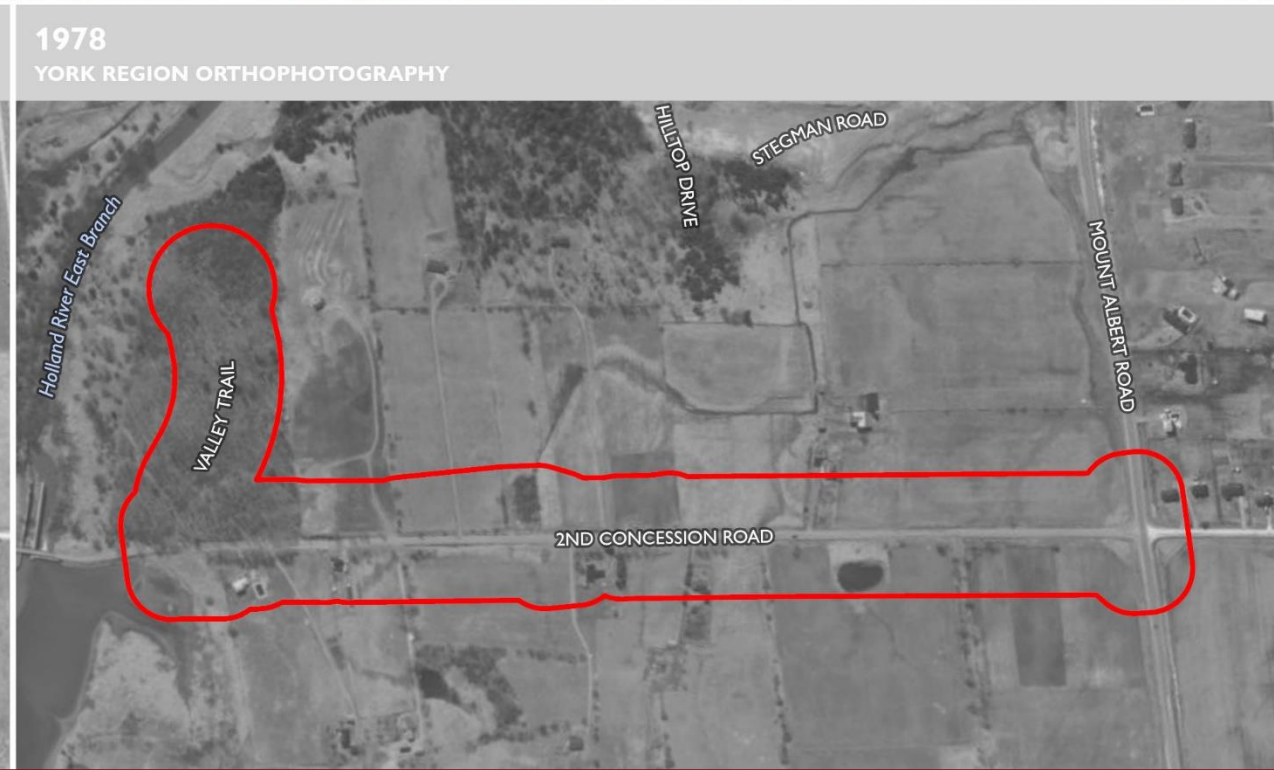 1978
YORK REGION ORTHOPHOTOGRAPHY
HILLTOP DRIVE
STEGMAN ROAD
Holland River East Branch
MOUNT ALBERT ROAD
VALLEY TRAIL
2ND CONCESSION ROAD